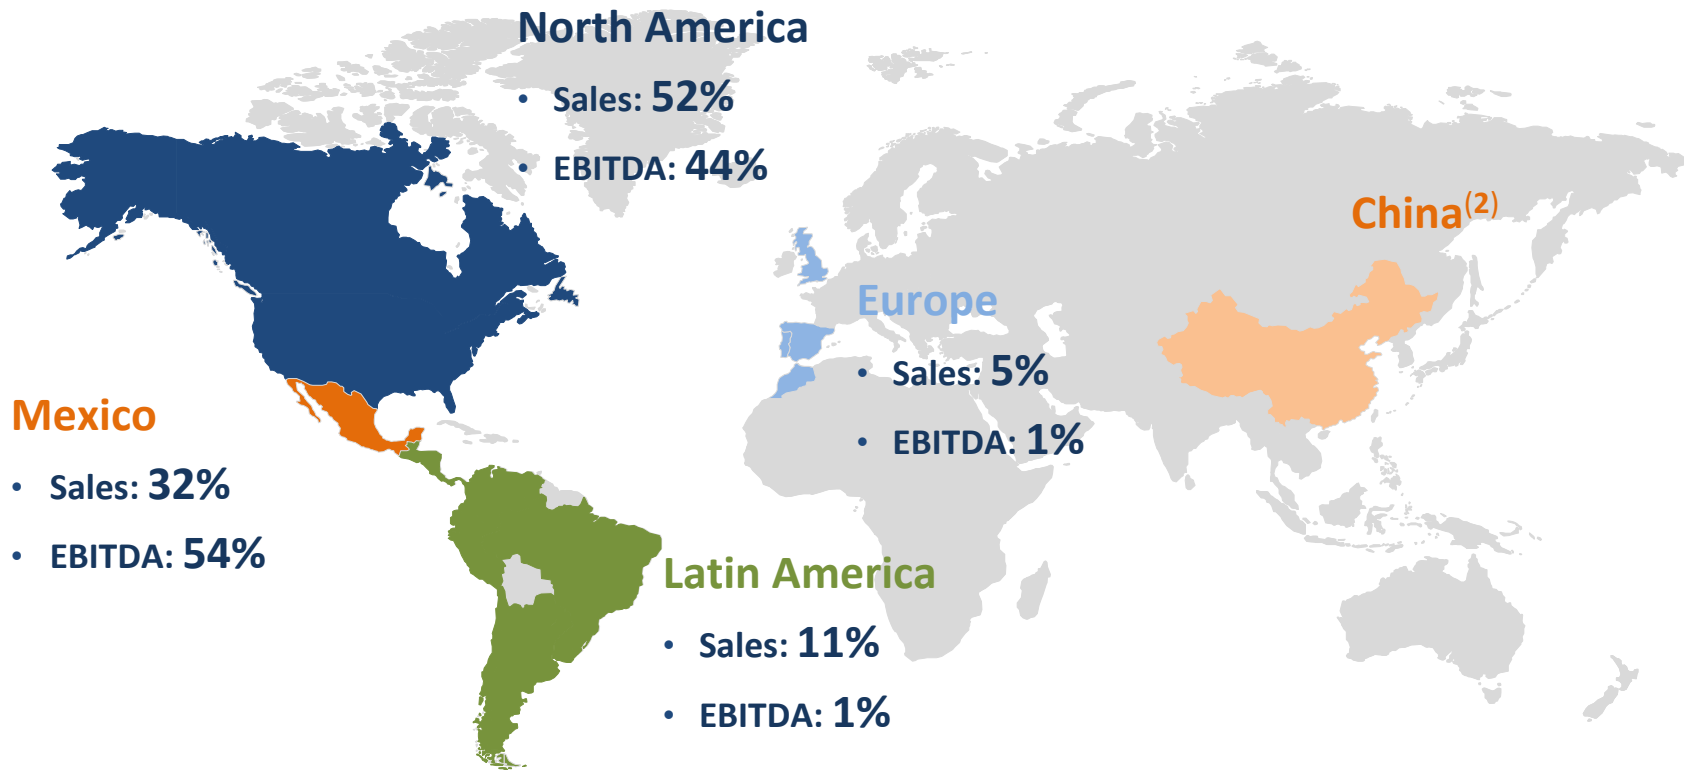 North America
• Sales: 52%
• EBITDA: 44%
China(2)
Europe
• Sales: 5%
• EBITDA: 1%
Mexico
• Sales: 32%
• EBITDA: 54%
Latin America
• Sales: 11%
• EBITDA: 1%